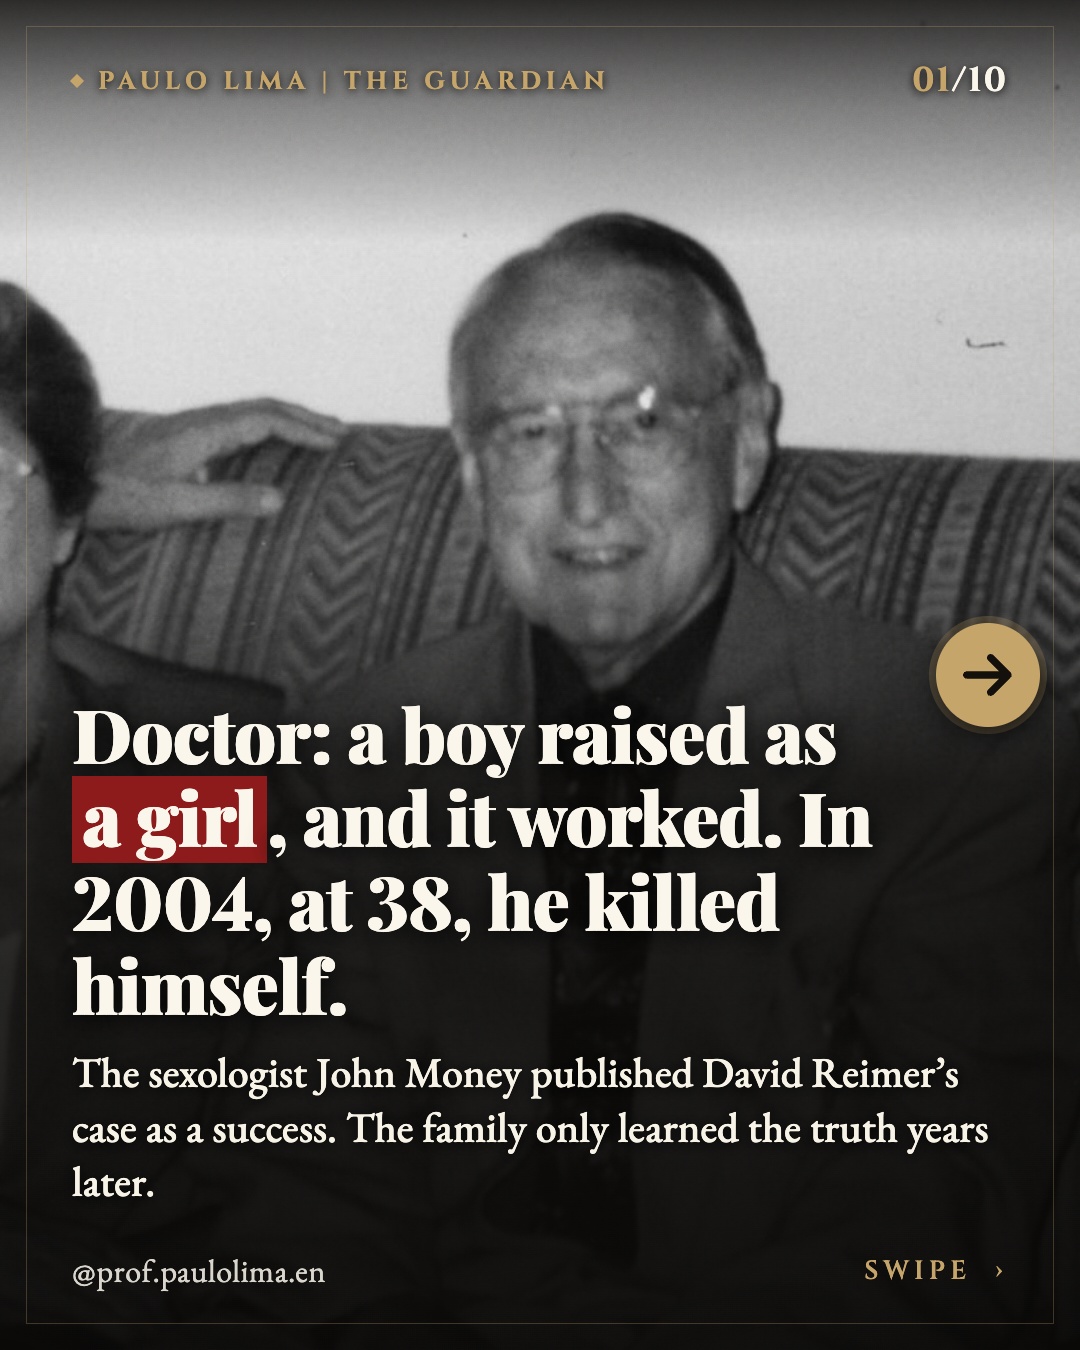 ◆ PAULO LIMA | THE GUARDIAN
01/10
Doctor: a boy raised as
a girl, and it worked. In
2004, at 38, he killed
himself.
The sexologist John Money published David Reimer’s
case as a success. The family only learned the truth years
later.
@prof.paulolima.en
SWIPE ›